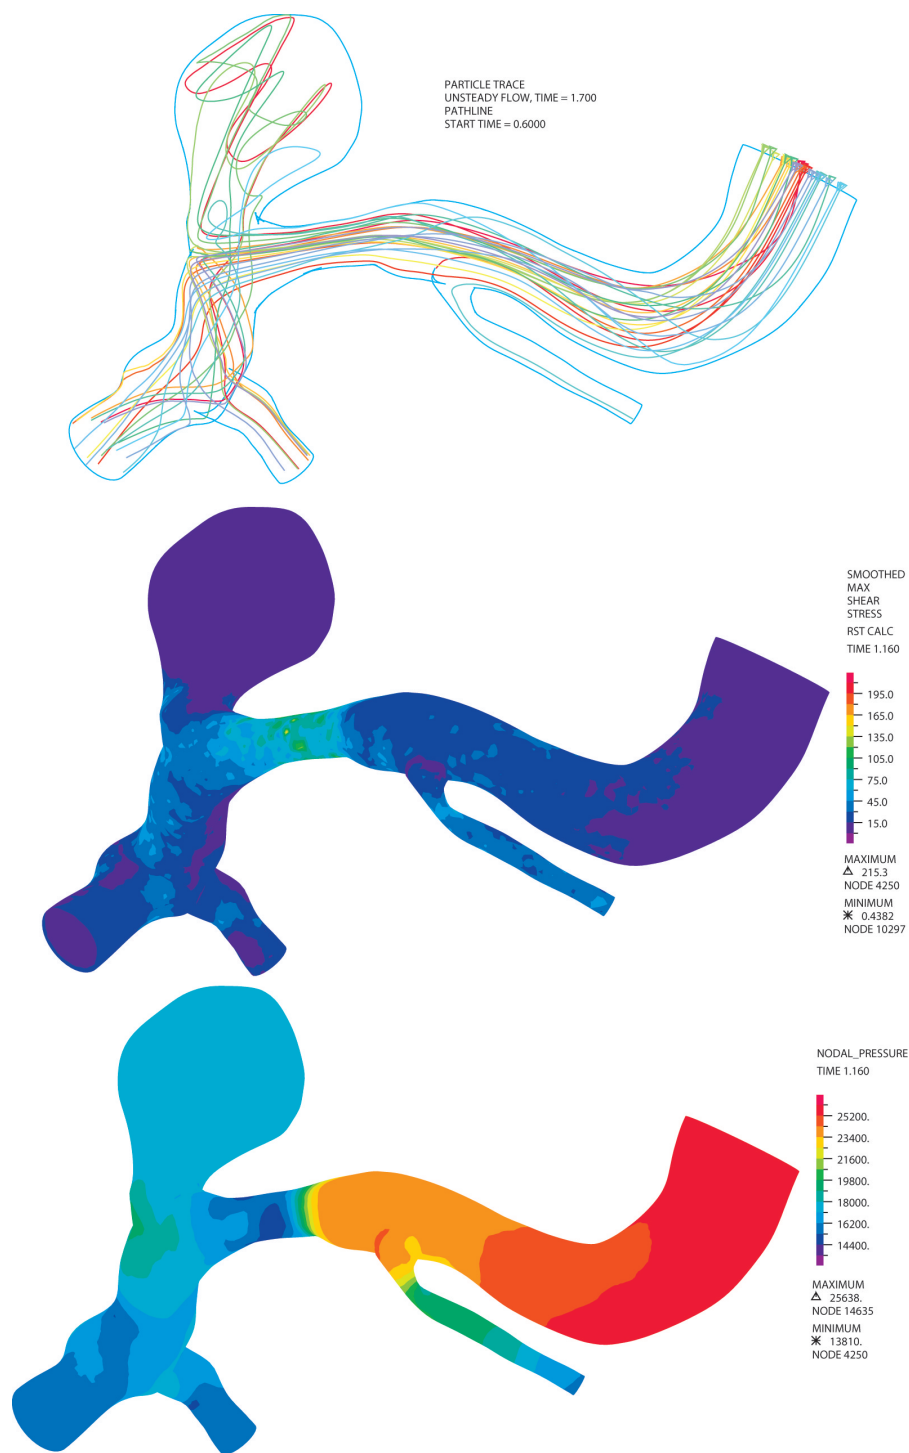 PARTICLE TRACE
UNSTEADY FLOW, TIME = 1.700
PATHLINE
START TIME = 0.6000
SMOOTHED
MAX
SHEAR
STRESS
RST CALC
TIME 1.160
195.0
165.0
135.0
105.0
75.0
45.0
15.0
MAXIMUM
215.3
NODE 4250
MINIMUM
0.4382
NODE 10297
NODAL_PRESSURE
TIME 1.160
25200.
23400.
21600.
19800.
18000.
16200.
14400.
MAXIMUM
25638.
NODE 14635
MINIMUM
13810.
NODE 4250